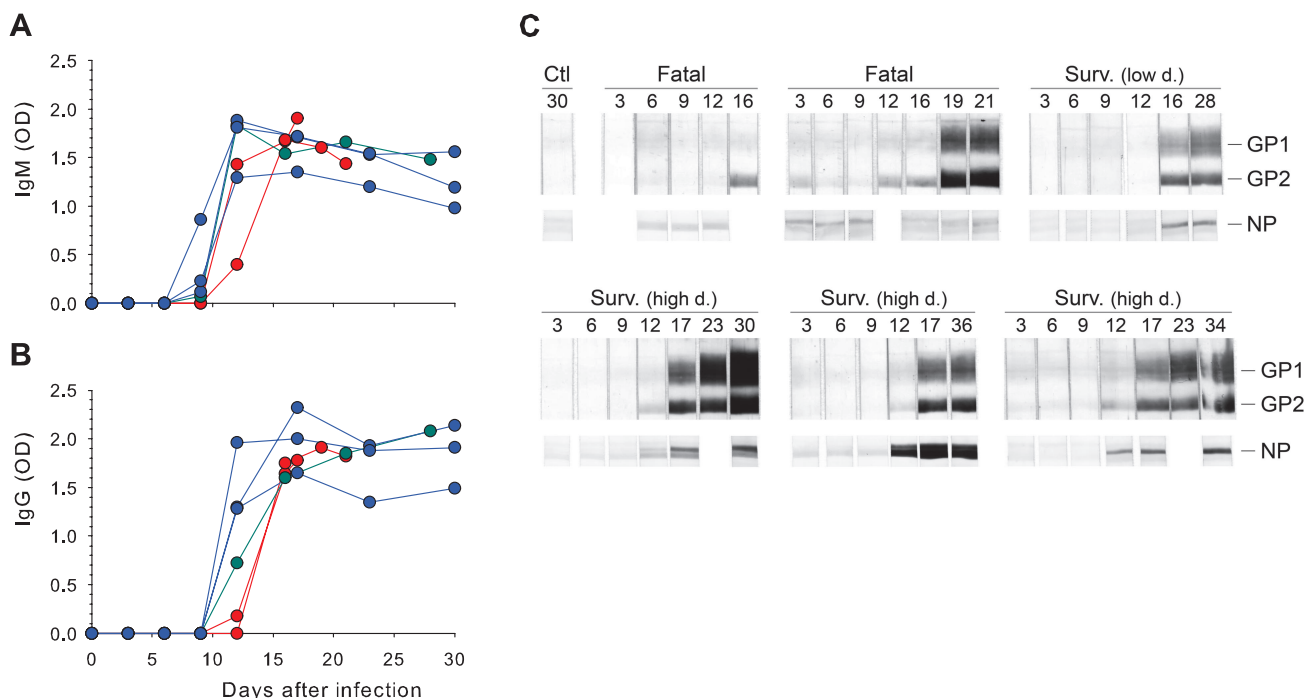 A
IgM (OD)
2.5
2.0
1.5
1.0
0.5
0.0
B
IgG (OD)
2.5
2.0
1.5
1.0
0.5
0.0
0 5 10 15 20 25 30
Days after infection
C
Ctl Fatal Fatal Surv. (low d.)
30 3 6 9 12 16 3 6 9 12 16 19 21 3 6 9 12 16 28
GP1
GP2
NP
Surv. (high d.) Surv. (high d.) Surv. (high d.)
3 6 9 12 17 23 30 3 6 9 12 17 36 3 6 9 12 17 23 34
GP1
GP2
NP